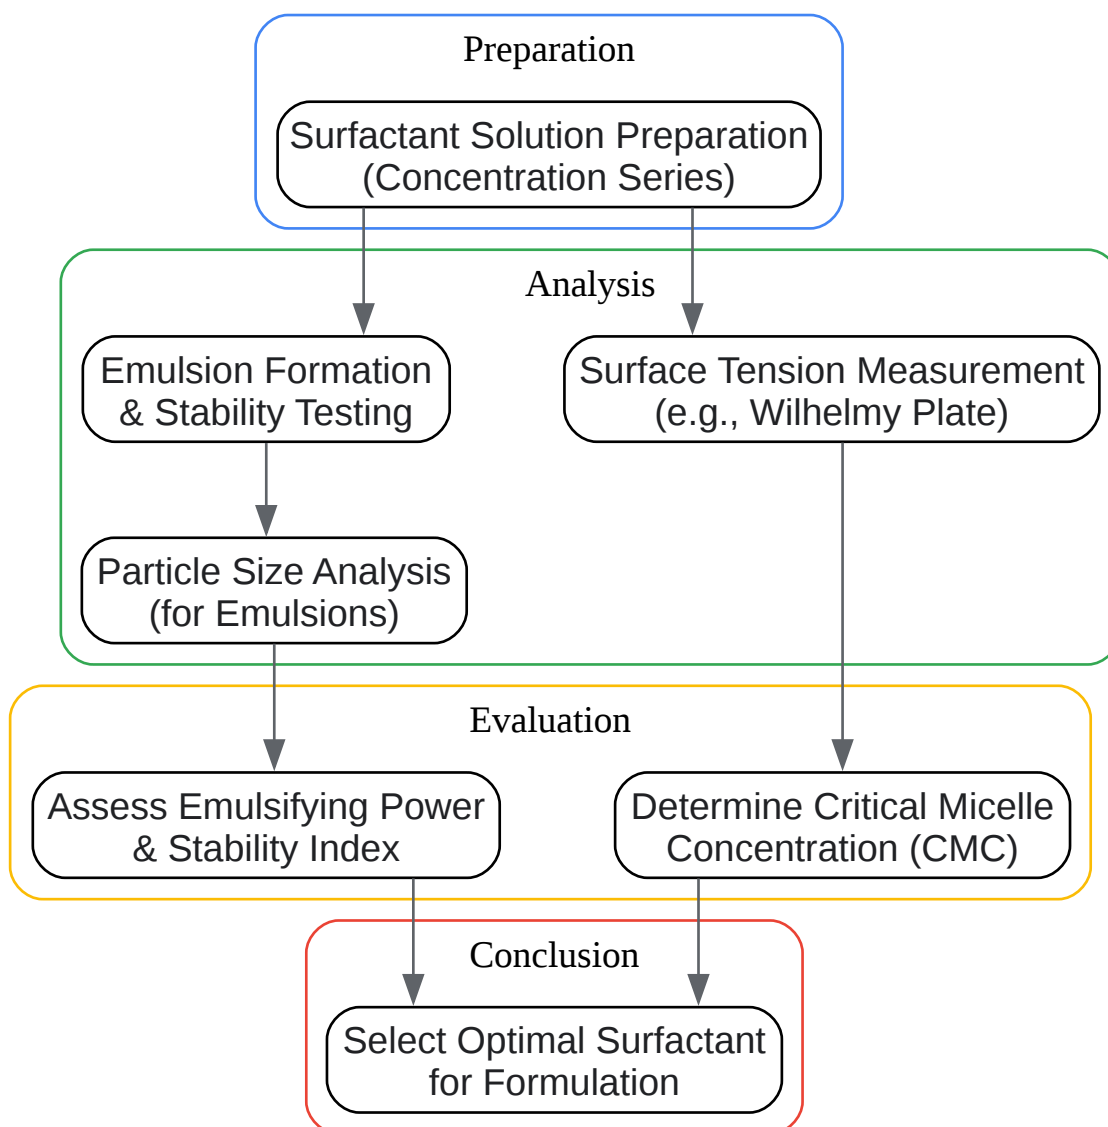 Preparation
Surfactant Solution Preparation
(Concentration Series)
Analysis
Emulsion Formation
& Stability Testing
Surface Tension Measurement
(e.g., Wilhelmy Plate)
Particle Size Analysis
(for Emulsions)
Evaluation
Assess Emulsifying Power
& Stability Index
Determine Critical Micelle
Concentration (CMC)
Conclusion
Select Optimal Surfactant
for Formulation